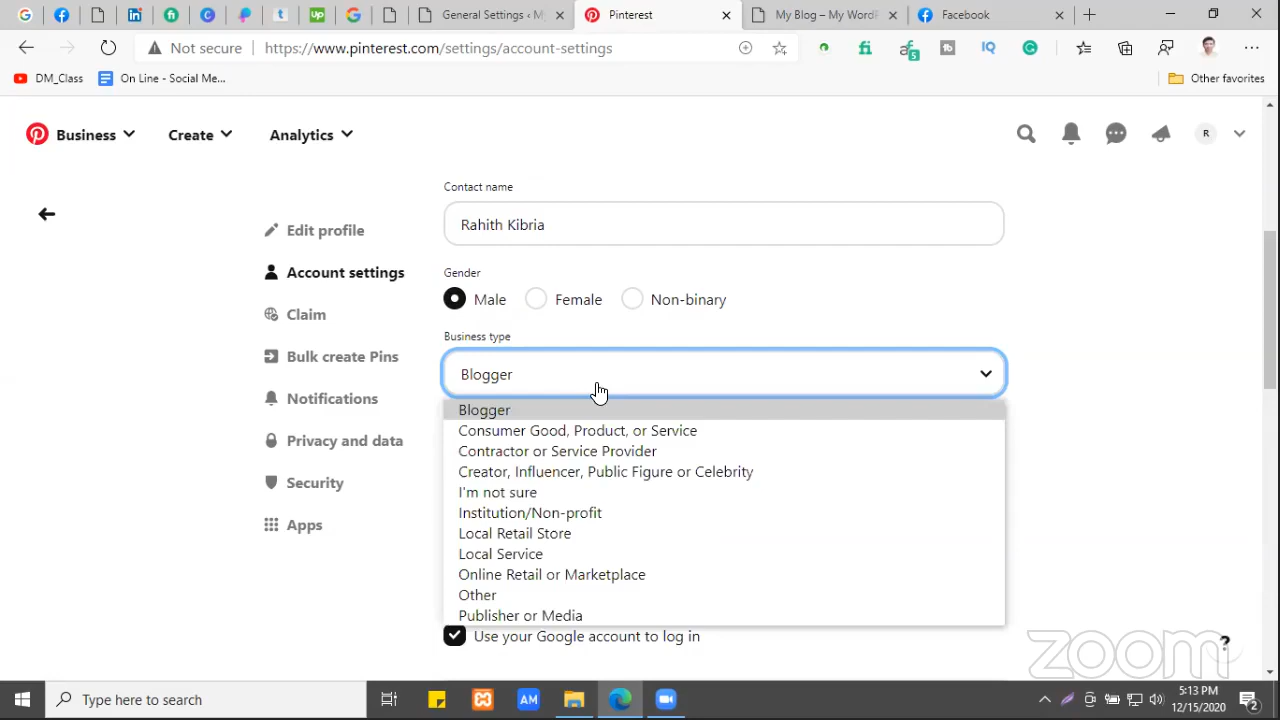 General Settings ‹ M
Pinterest
My Blog – My WordP
Facebook
Not secure
https://www.pinterest.com/settings/account-settings
5
IQ
DM_Class
On Line - Social Me...
Other favorites
Business
Create
Analytics
R
Contact name
Rahith Kibria
Edit profile
Account settings
Claim
Bulk create Pins
Notifications
Privacy and data
Security
Apps
Gender
Male
Female
Non-binary
Business type
Blogger
Blogger
Consumer Good, Product, or Service
Contractor or Service Provider
Creator, Influencer, Public Figure or Celebrity
I'm not sure
Institution/Non-profit
Local Retail Store
Local Service
Online Retail or Marketplace
Other
Publisher or Media
Use your Google account to log in
zoom
?
Type here to search
AM
5:13 PM
12/15/2020
2